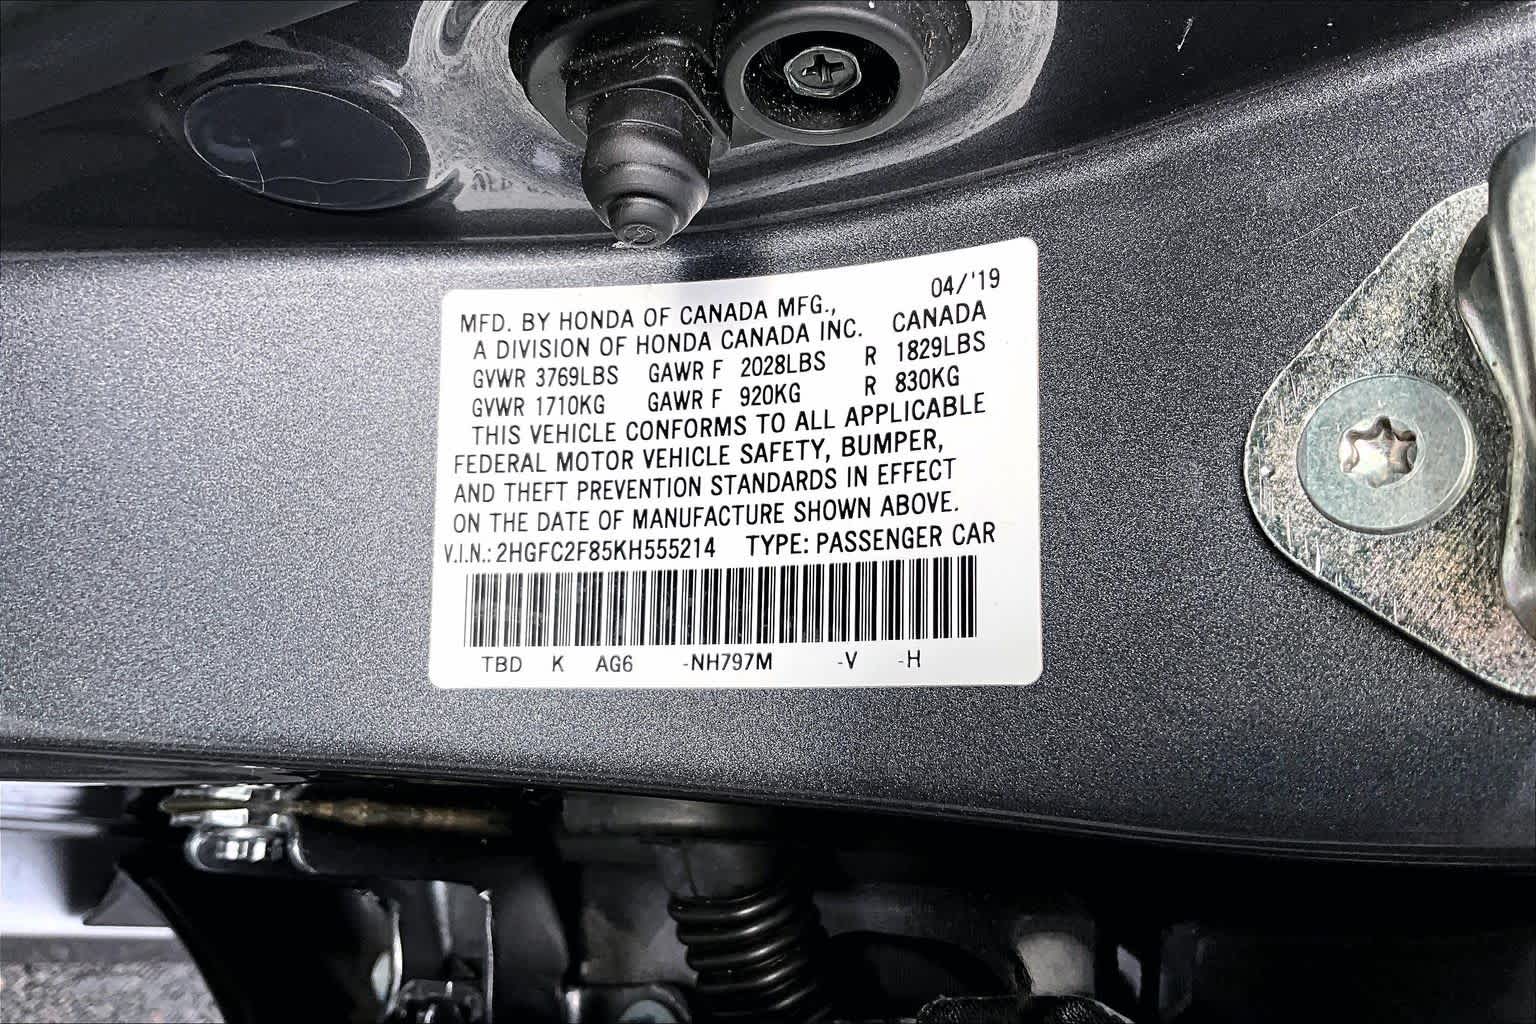 04/'19
MFD. BY HONDA OF CANADA MFG.,
A DIVISION OF HONDA CANADA INC. CANADA
GVWR 3769LBS GAWR F 2028LBS R 1829LBS
GVWR 1710KG GAWR F 920KG R 830KG
THIS VEHICLE CONFORMS TO ALL APPLICABLE
FEDERAL MOTOR VEHICLE SAFETY, BUMPER,
AND THEFT PREVENTION STANDARDS IN EFFECT
ON THE DATE OF MANUFACTURE SHOWN ABOVE.
V.I.N.: 2HGFC2F85KH555214 TYPE: PASSENGER CAR
TBD K AG6 -NH797M -V -H